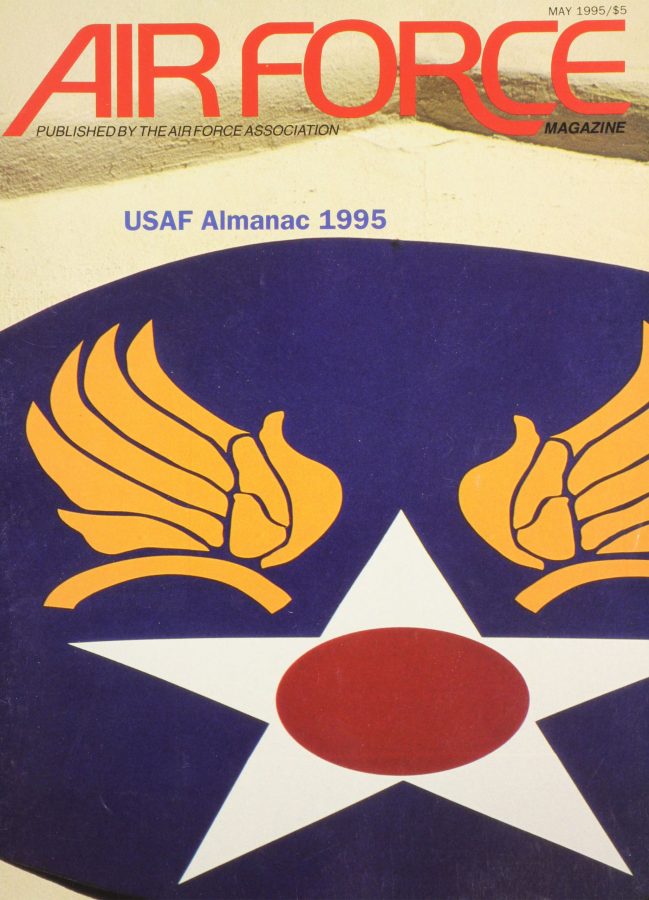 MAY 1995/$5
AIR FORCE
PUBLISHED BY THE AIR FORCE ASSOCIATION
MAGAZINE
USAF Almanac 1995